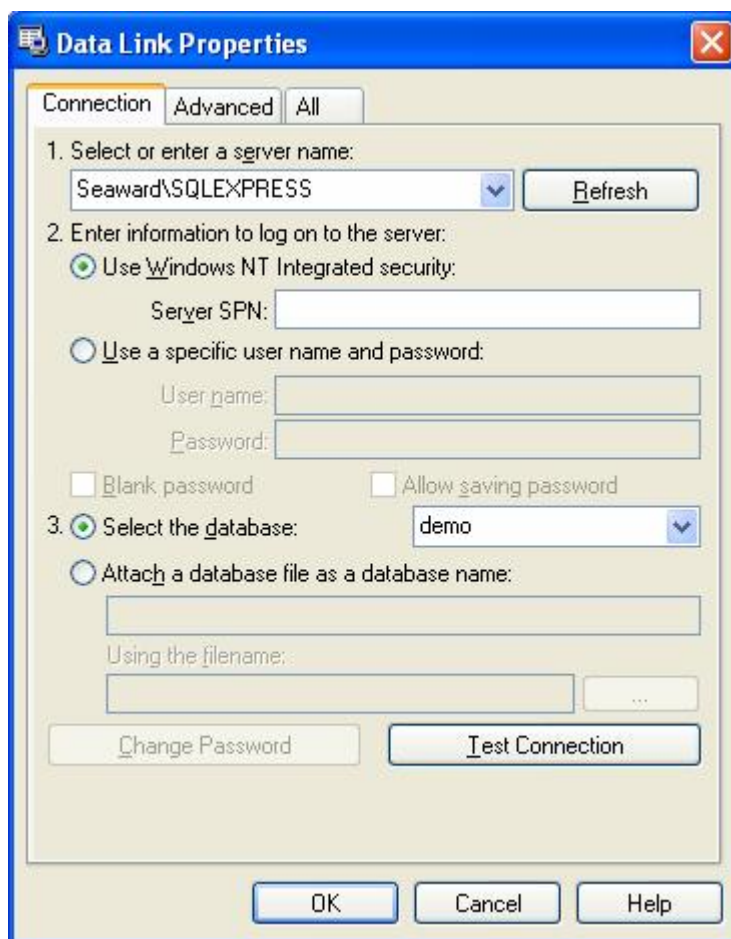 Data Link Properties
Connection Advanced All
1. Select or enter a server name:
Seaward\SQLEXPRESS Refresh
2. Enter information to log on to the server:
Use Windows NT Integrated security:
Server SPN:
Use a specific user name and password:
User name:
Password:
Blank password Allow saving password
3. Select the database: demo
Attach a database file as a database name:
Using the filename:
...
Change Password Test Connection
OK Cancel Help